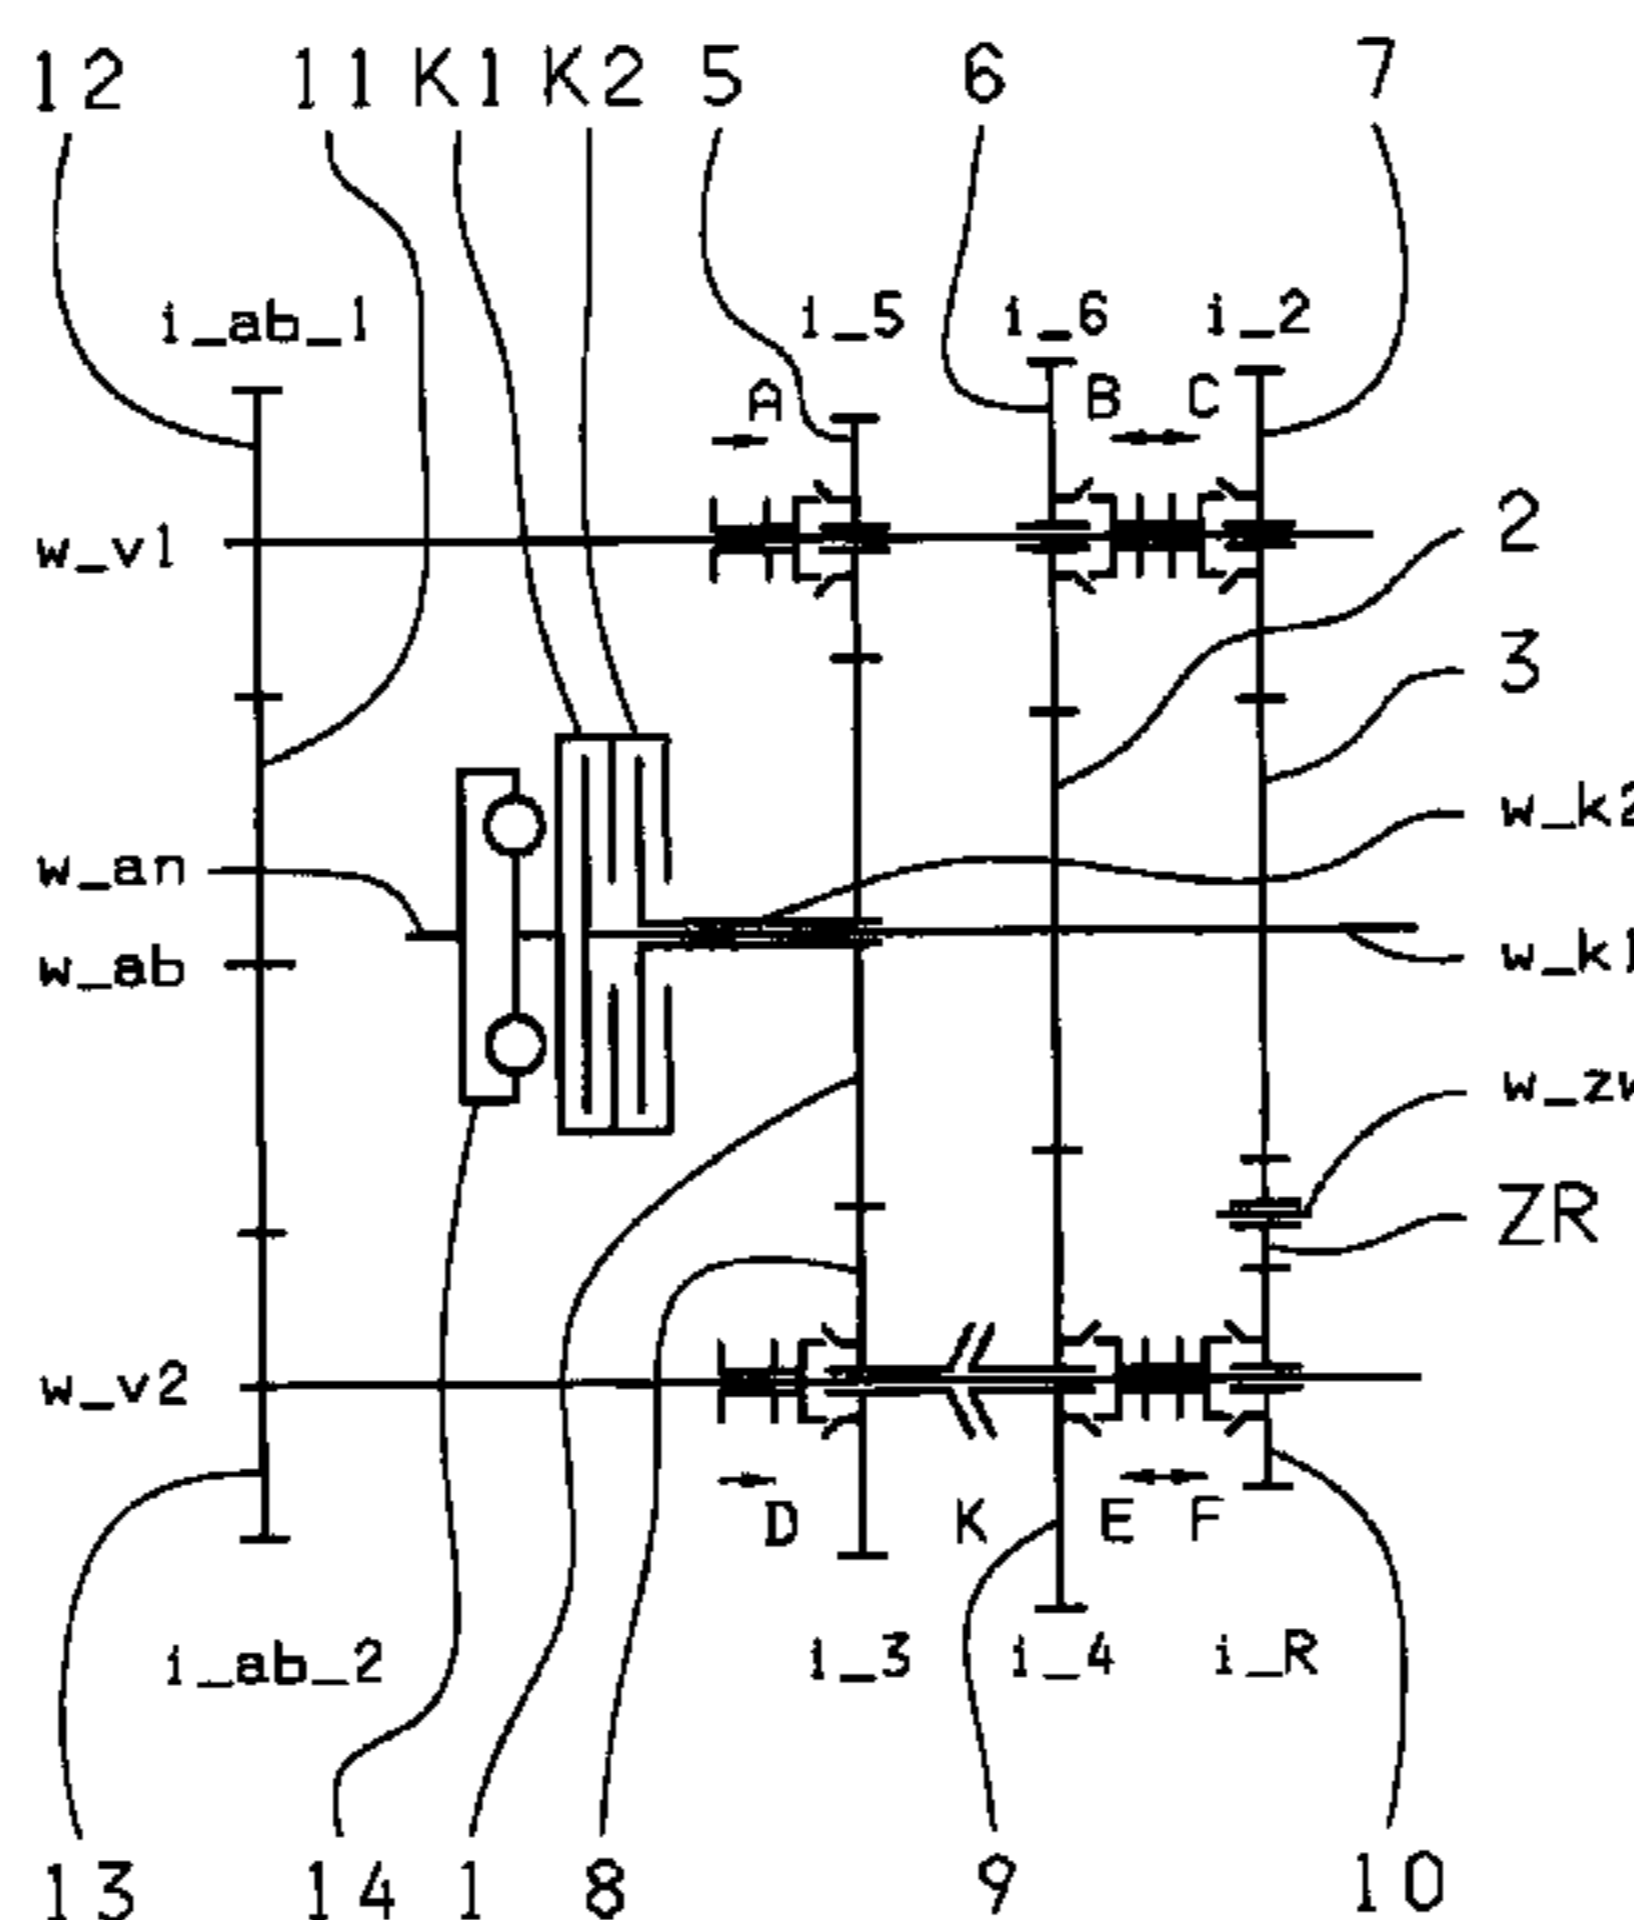 12 11 K1 K2 5 6 7
i_ab_1 i_5 i_6 i_2
A B C
w_v1 2
3
w_k2
w_an
w_ab w_k1
w_zw
ZR
w_v2
D K E F
i_ab_2 i_3 i_4 i_R
13 14 1 8 9 10